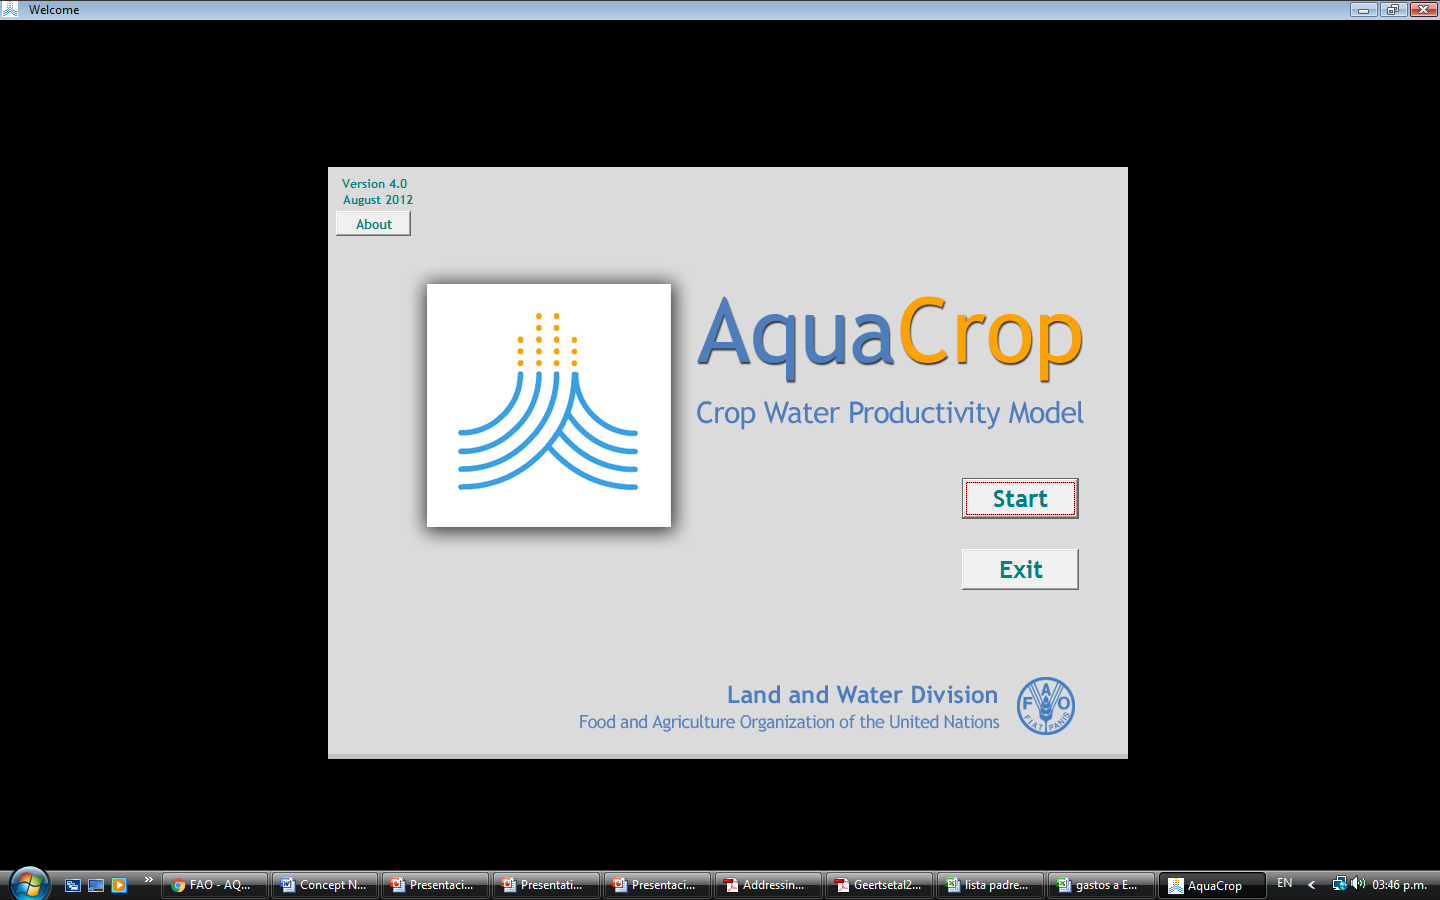 Welcome
Version 4.0
August 2012
About
AquaCrop
Crop Water Productivity Model
Start
Exit
Land and Water Division
Food and Agriculture Organization of the United Nations
F A O
FIAT PANIS
»
FAO - AQ...
Concept N...
Presentaci...
Presentati...
Presentaci...
Addressin...
Geertsetal2...
lista padre...
gastos a E...
AquaCrop
EN
03:46 p.m.